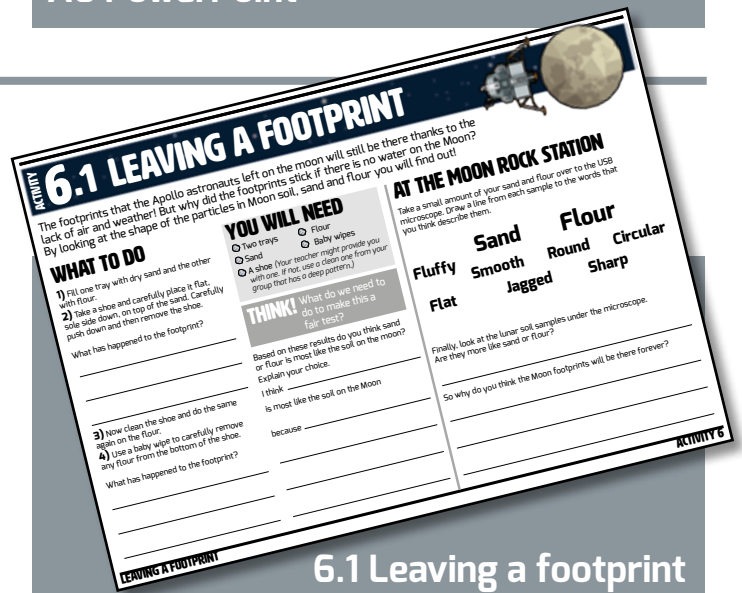 ACTIVITY
6.1 LEAVING A FOOTPRINT
The footprints that the Apollo astronauts left on the moon will still be there thanks to the
lack of air and weather! But why did the footprints stick if there is no water on the Moon?
By looking at the shape of the particles in Moon soil, sand and flour you will find out!
WHAT TO DO
1) Fill one tray with dry sand and the other
with flour.
2) Take a shoe and carefully place it flat,
sole side down, on top of the sand. Carefully
push down and then remove the shoe.
What has happened to the footprint?
3) Now clean the shoe and do the same
again on the flour.
4) Use a baby wipe to carefully remove
any flour from the bottom of the shoe.
What has happened to the footprint?
YOU WILL NEED
Two trays
Flour
Sand
Baby wipes
A shoe (Your teacher might provide you
with one. If not, use a clean one from your
group that has a deep pattern.)
THINK! What do we need to
do to make this a
fair test?
Based on these results do you think sand
or flour is most like the soil on the moon?
Explain your choice.
I think
is most like the soil on the Moon
because
AT THE MOON ROCK STATION
Take a small amount of your sand and flour over to the USB
microscope. Draw a line from each sample to the words that
you think describe them.
Sand Flour
Fluffy Smooth Round Circular
Flat Jagged Sharp
Finally, look at the lunar soil samples under the microscope.
Are they more like sand or flour?
So why do you think the Moon footprints will be there forever?
LEAVING A FOOTPRINT
ACTIVITY 6
6.1 Leaving a footprint